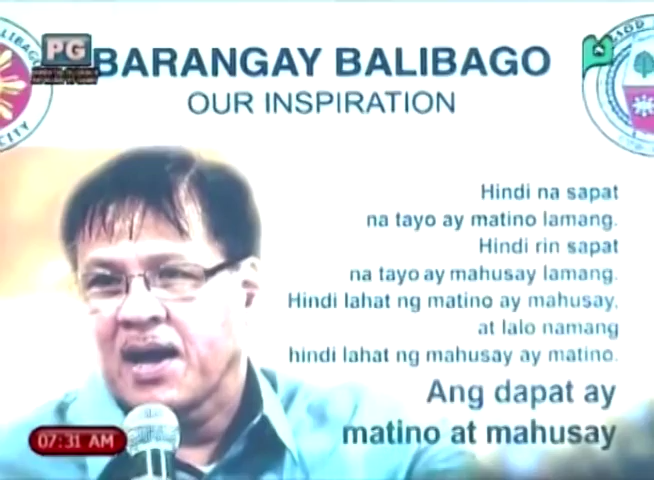 PG
BARANGAY BALIBAGO
OUR INSPIRATION
Hindi na sapat
na tayo ay matino lamang.
Hindi rin sapat
na tayo ay mahusay lamang.
Hindi lahat ng matino ay mahusay,
at lalo namang
hindi lahat ng mahusay ay matino.
Ang dapat ay
matino at mahusay
07:31 AM
CITY